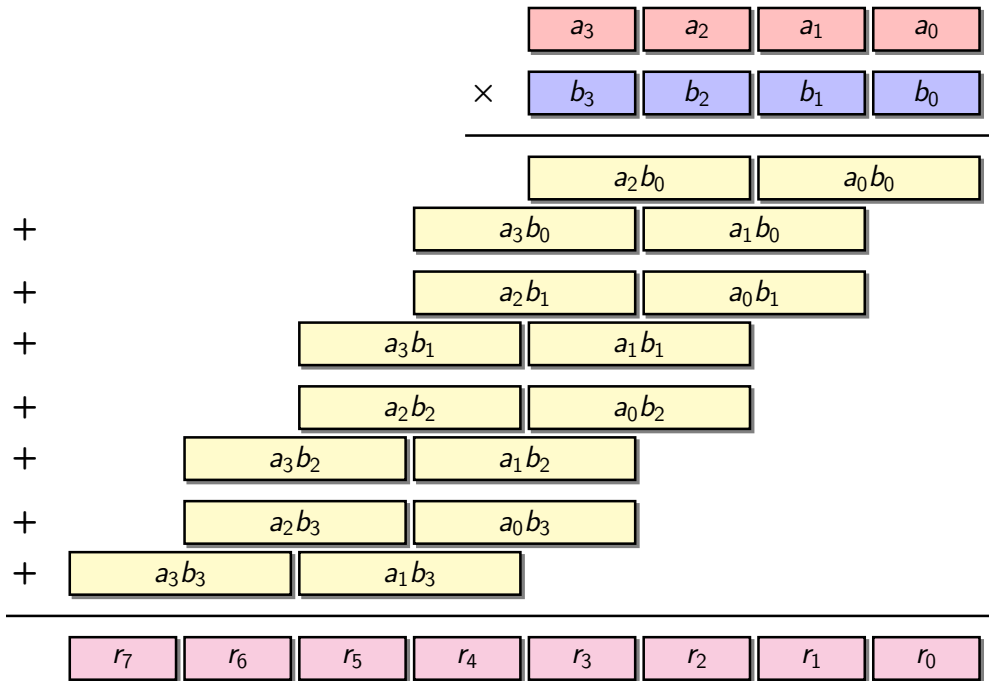 a₃ a₂ a₁ a₀
× b₃ b₂ b₁ b₀
a₂b₀ a₀b₀
+ a₃b₀ a₁b₀
+ a₂b₁ a₀b₁
+ a₃b₁ a₁b₁
+ a₂b₂ a₀b₂
+ a₃b₂ a₁b₂
+ a₂b₃ a₀b₃
+ a₃b₃ a₁b₃
r₇ r₆ r₅ r₄ r₃ r₂ r₁ r₀